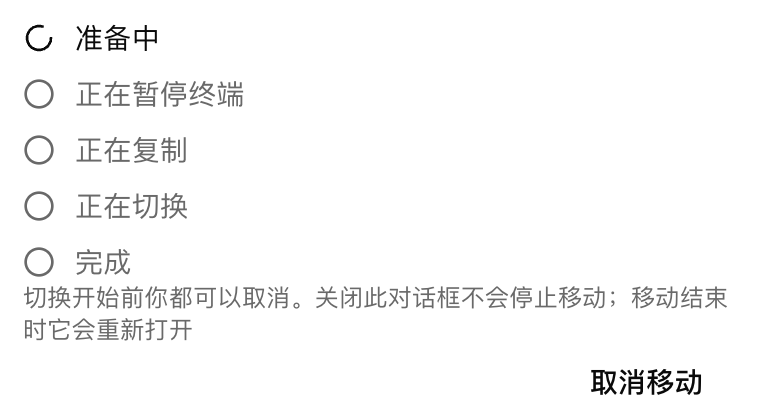 准备中
正在暂停终端
正在复制
正在切换
完成
切换开始前你都可以取消。关闭此对话框不会停止移动；移动结束
时它会重新打开
取消移动